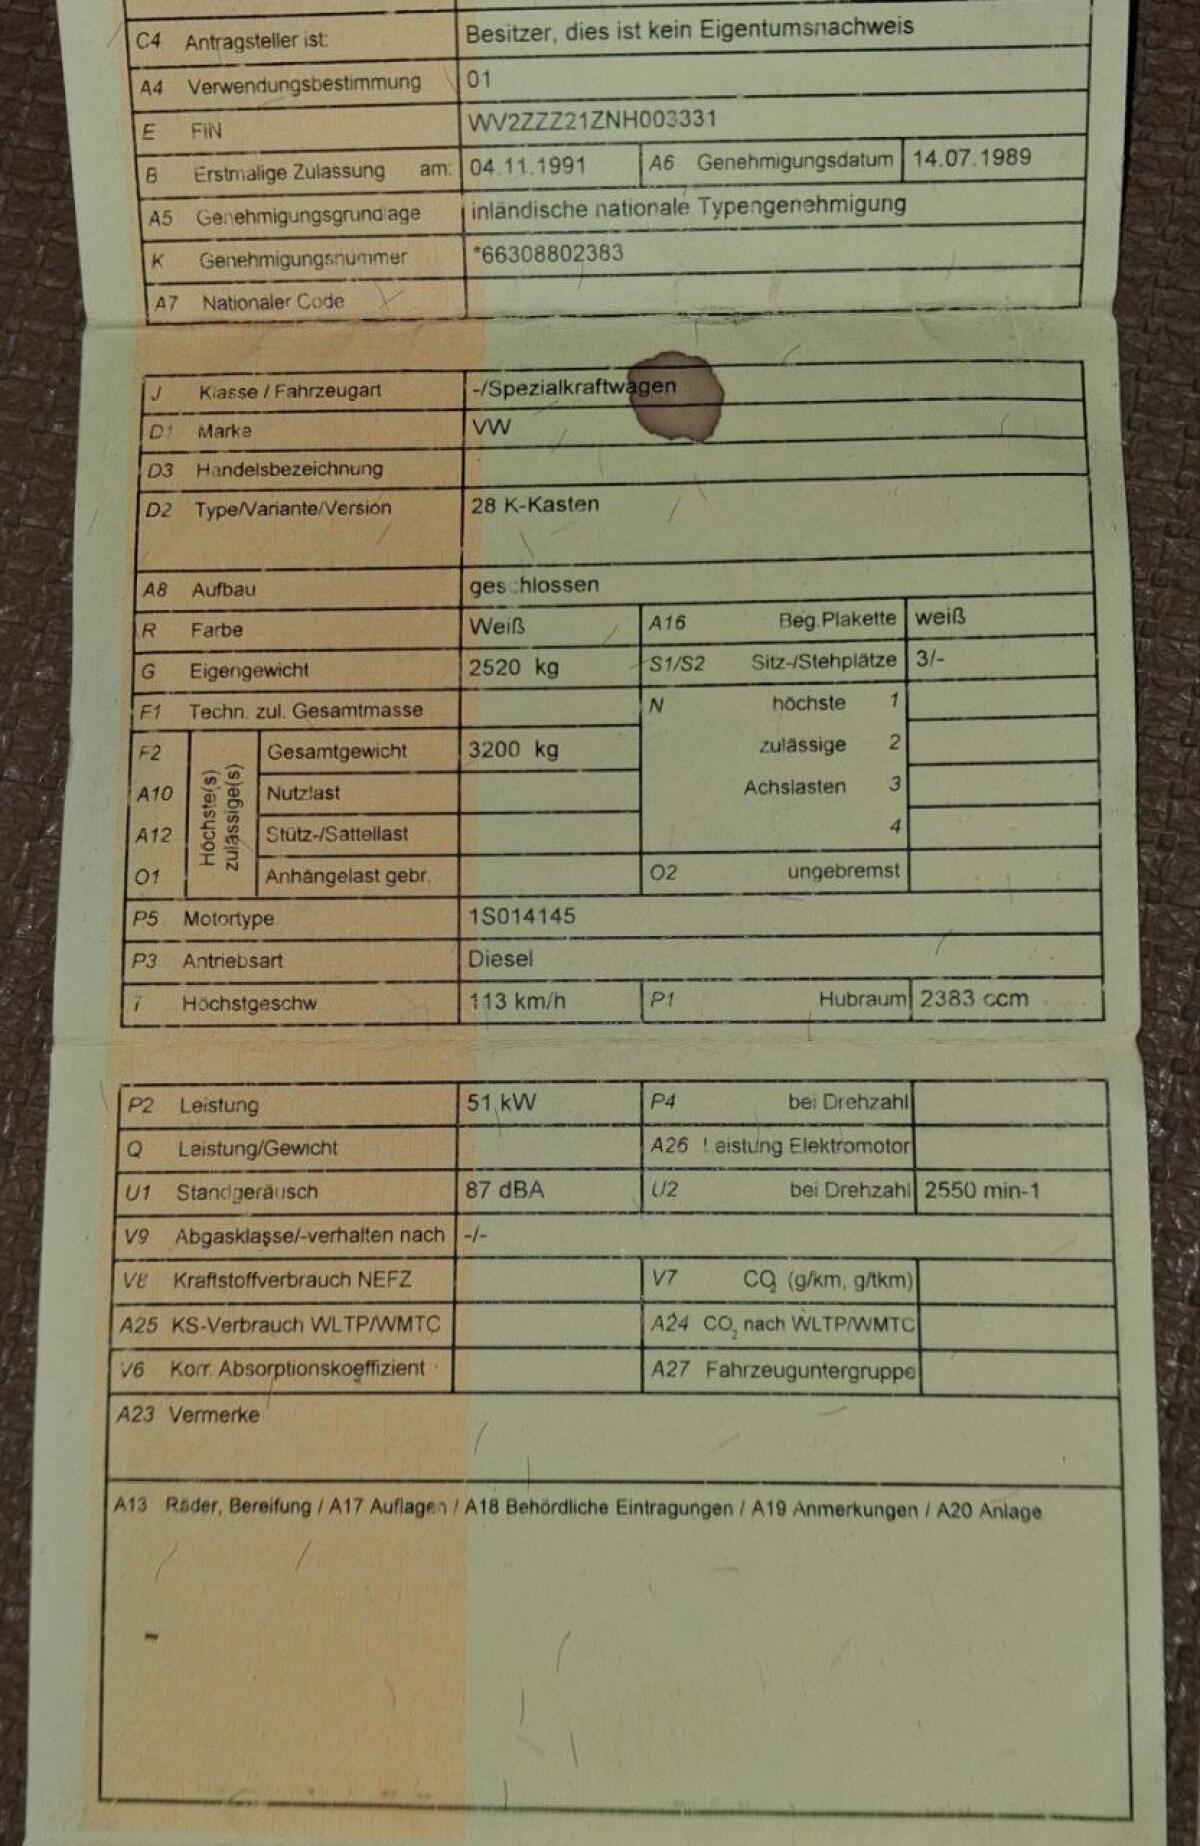 C4 Antragsteller ist: Besitzer, dies ist kein Eigentumsnachweis
A4 Verwendungsbestimmung 01
E FIN WV2ZZZ21ZNH003331
B Erstmalige Zulassung am: 04.11.1991 A6 Genehmigungsdatum 14.07.1989
A5 Genehmigungsgrundlage inländische nationale Typengenehmigung
K Genehmigungsnummer *66308802383
A7 Nationaler Code
J Klasse / Fahrzeugart -/Spezialkraftwagen
D1 Marke VW
D3 Handelsbezeichnung
D2 Type/Variante/Version 28 K-Kasten
A8 Aufbau geschlossen
R Farbe Weiß A16 Beg.Plakette weiß
G Eigengewicht 2520 kg S1/S2 Sitz-/Stehplätze 3/-
F1 Techn. zul. Gesamtmasse N höchste 1
F2 Höchste(s) zulässige(s) Gesamtgewicht 3200 kg zulässige 2
A10 Nutzlast Achslasten 3
A12 Stütz-/Sattellast 4
O1 Anhängelast gebr. O2 ungebremst
P5 Motortype 1S014145
P3 Antriebsart Diesel
T Höchstgeschw. 113 km/h P1 Hubraum 2383 ccm
P2 Leistung 51 kW P4 bei Drehzahl
Q Leistung/Gewicht A26 Leistung Elektromotor
U1 Standgeräusch 87 dBA U2 bei Drehzahl 2550 min-1
V9 Abgasklasse/-verhalten nach -/-
V8 Kraftstoffverbrauch NEFZ V7 CO₂ (g/km, g/tkm)
A25 KS-Verbrauch WLTP/WMTC A24 CO₂ nach WLTP/WMTC
V6 Korr. Absorptionskoeffizient A27 Fahrzeuguntergruppe
A23 Vermerke
A13 Räder, Bereifung / A17 Auflagen / A18 Behördliche Eintragungen / A19 Anmerkungen / A20 Anlage
-